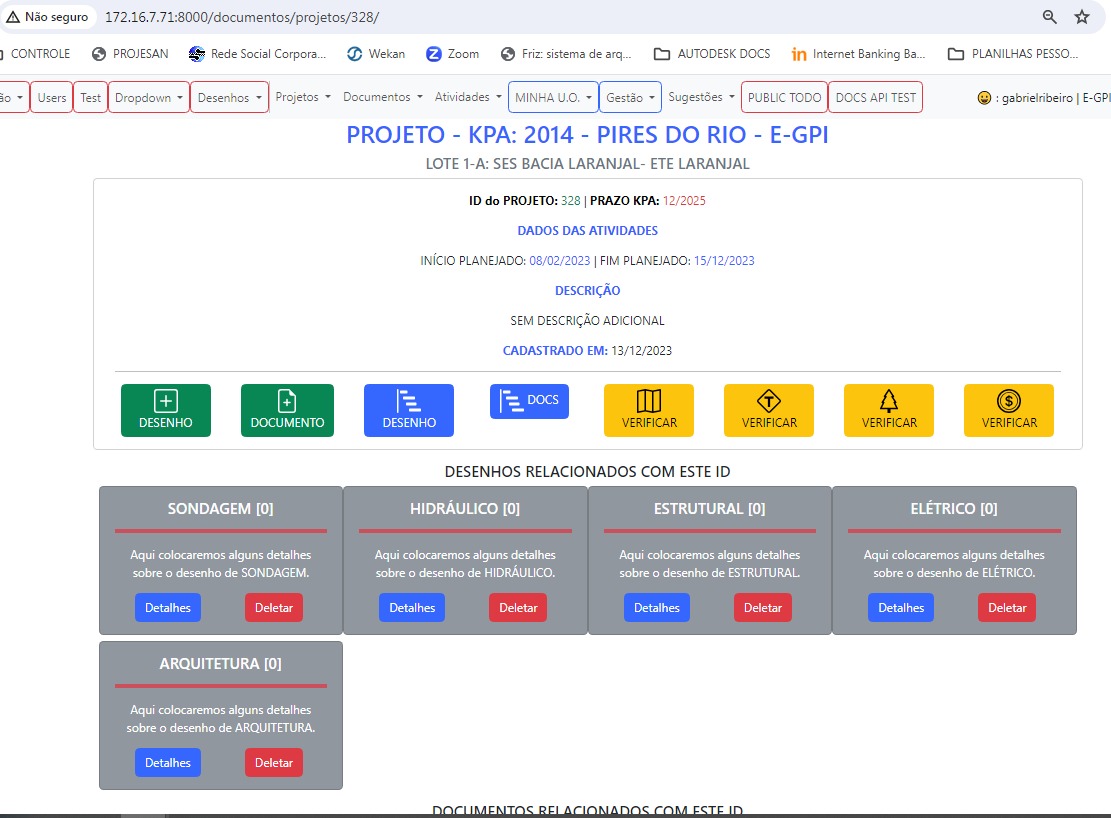 Não seguro 172.16.7.71:8000/documentos/projetos/328/
CONTROLE PROJESAN Rede Social Corpora... Wekan Zoom Friz: sistema de arq... AUTODESK DOCS Internet Banking Ba... PLANILHAS PESSO...
ão Users Test Dropdown Desenhos Projetos Documentos Atividades MINHA U.O. Gestão Sugestões PUBLIC TODO DOCS API TEST : gabrielribeiro | E-GPI
PROJETO - KPA: 2014 - PIRES DO RIO - E-GPI
LOTE 1-A: SES BACIA LARANJAL- ETE LARANJAL
ID do PROJETO: 328 | PRAZO KPA: 12/2025
DADOS DAS ATIVIDADES
INÍCIO PLANEJADO: 08/02/2023 | FIM PLANEJADO: 15/12/2023
DESCRIÇÃO
SEM DESCRIÇÃO ADICIONAL
CADASTRADO EM: 13/12/2023
DESENHO DOCUMENTO DESENHO DOCS VERIFICAR VERIFICAR VERIFICAR VERIFICAR
DESENHOS RELACIONADOS COM ESTE ID
SONDAGEM [0]
Aqui colocaremos alguns detalhes
sobre o desenho de SONDAGEM.
Detalhes Deletar
HIDRÁULICO [0]
Aqui colocaremos alguns detalhes
sobre o desenho de HIDRÁULICO.
Detalhes Deletar
ESTRUTURAL [0]
Aqui colocaremos alguns detalhes
sobre o desenho de ESTRUTURAL.
Detalhes Deletar
ELÉTRICO [0]
Aqui colocaremos alguns detalhes
sobre o desenho de ELÉTRICO.
Detalhes Deletar
ARQUITETURA [0]
Aqui colocaremos alguns detalhes
sobre o desenho de ARQUITETURA.
Detalhes Deletar
DOCUMENTOS RELACIONADOS COM ESTE ID